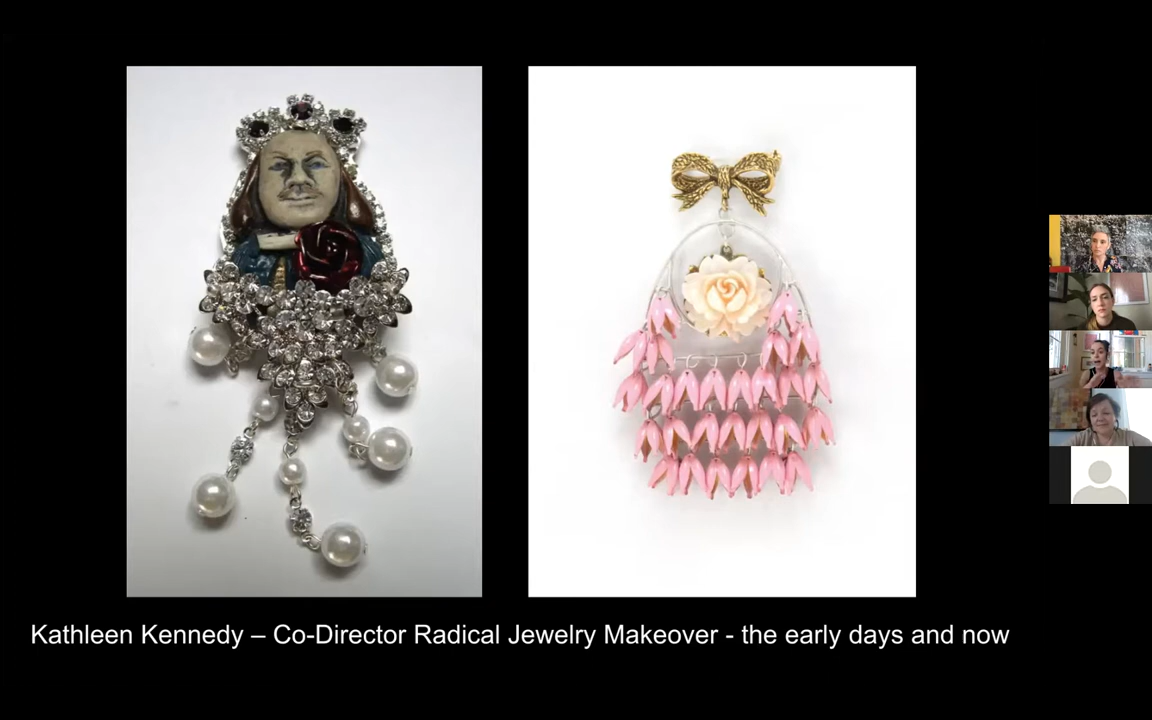 Kathleen Kennedy – Co-Director Radical Jewelry Makeover - the early days and now